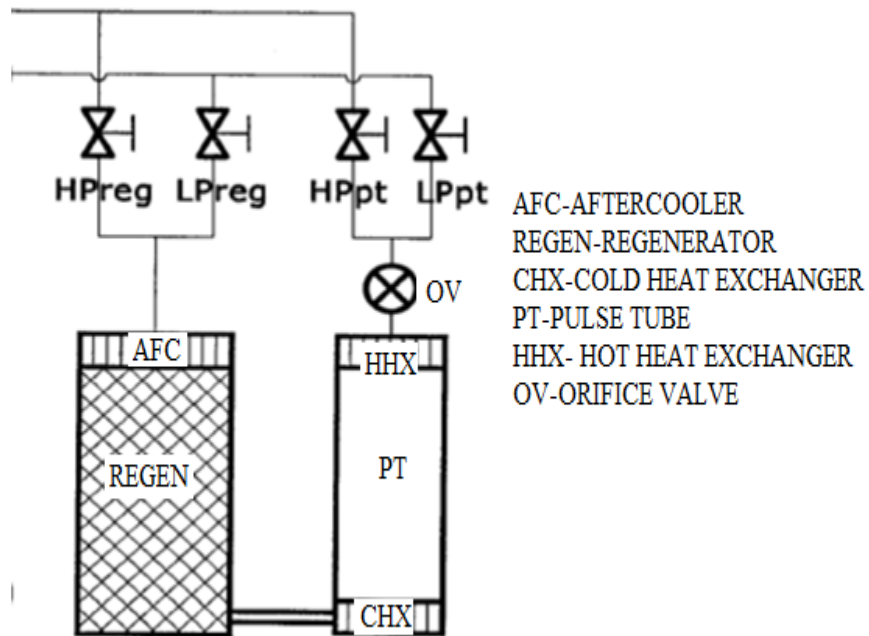 HPreg LPreg HPpt LPpt
OV
AFC
HHX
REGEN
PT
CHX
AFC-AFTERCOOLER
REGEN-REGENERATOR
CHX-COLD HEAT EXCHANGER
PT-PULSE TUBE
HHX- HOT HEAT EXCHANGER
OV-ORIFICE VALVE